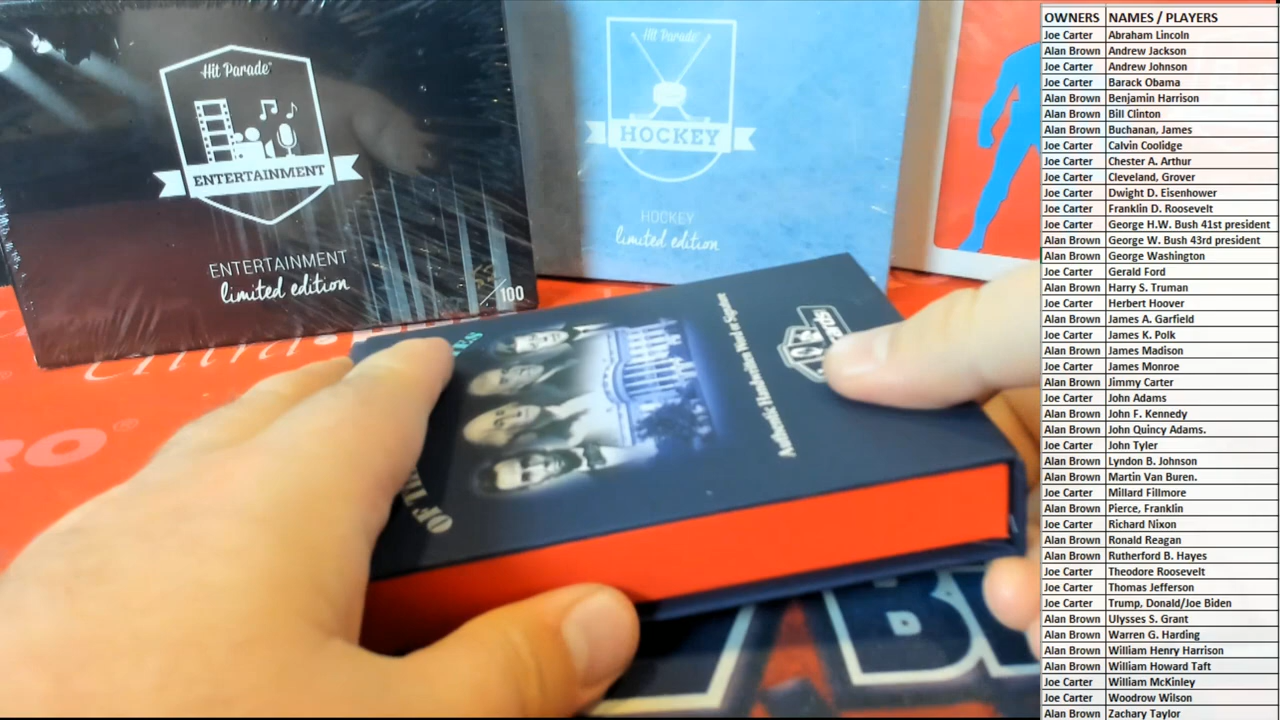 Hit Parade
ENTERTAINMENT
ENTERTAINMENT
limited edition
/100
Hit Parade
HOCKEY
HOCKEY
limited edition
OF THE
OWNERS NAMES / PLAYERS
Joe Carter Abraham Lincoln
Alan Brown Andrew Jackson
Joe Carter Andrew Johnson
Joe Carter Barack Obama
Alan Brown Benjamin Harrison
Alan Brown Bill Clinton
Alan Brown Buchanan, James
Joe Carter Calvin Coolidge
Joe Carter Chester A. Arthur
Joe Carter Cleveland, Grover
Joe Carter Dwight D. Eisenhower
Joe Carter Franklin D. Roosevelt
Joe Carter George H.W. Bush 41st president
Alan Brown George W. Bush 43rd president
Alan Brown George Washington
Joe Carter Gerald Ford
Alan Brown Harry S. Truman
Joe Carter Herbert Hoover
Alan Brown James A. Garfield
Joe Carter James K. Polk
Alan Brown James Madison
Joe Carter James Monroe
Alan Brown Jimmy Carter
Joe Carter John Adams
Alan Brown John F. Kennedy
Alan Brown John Quincy Adams.
Joe Carter John Tyler
Alan Brown Lyndon B. Johnson
Alan Brown Martin Van Buren.
Joe Carter Millard Fillmore
Alan Brown Pierce, Franklin
Joe Carter Richard Nixon
Alan Brown Ronald Reagan
Alan Brown Rutherford B. Hayes
Joe Carter Theodore Roosevelt
Joe Carter Thomas Jefferson
Joe Carter Trump, Donald/Joe Biden
Alan Brown Ulysses S. Grant
Alan Brown Warren G. Harding
Alan Brown William Henry Harrison
Alan Brown William Howard Taft
Joe Carter William McKinley
Joe Carter Woodrow Wilson
Alan Brown Zachary Taylor